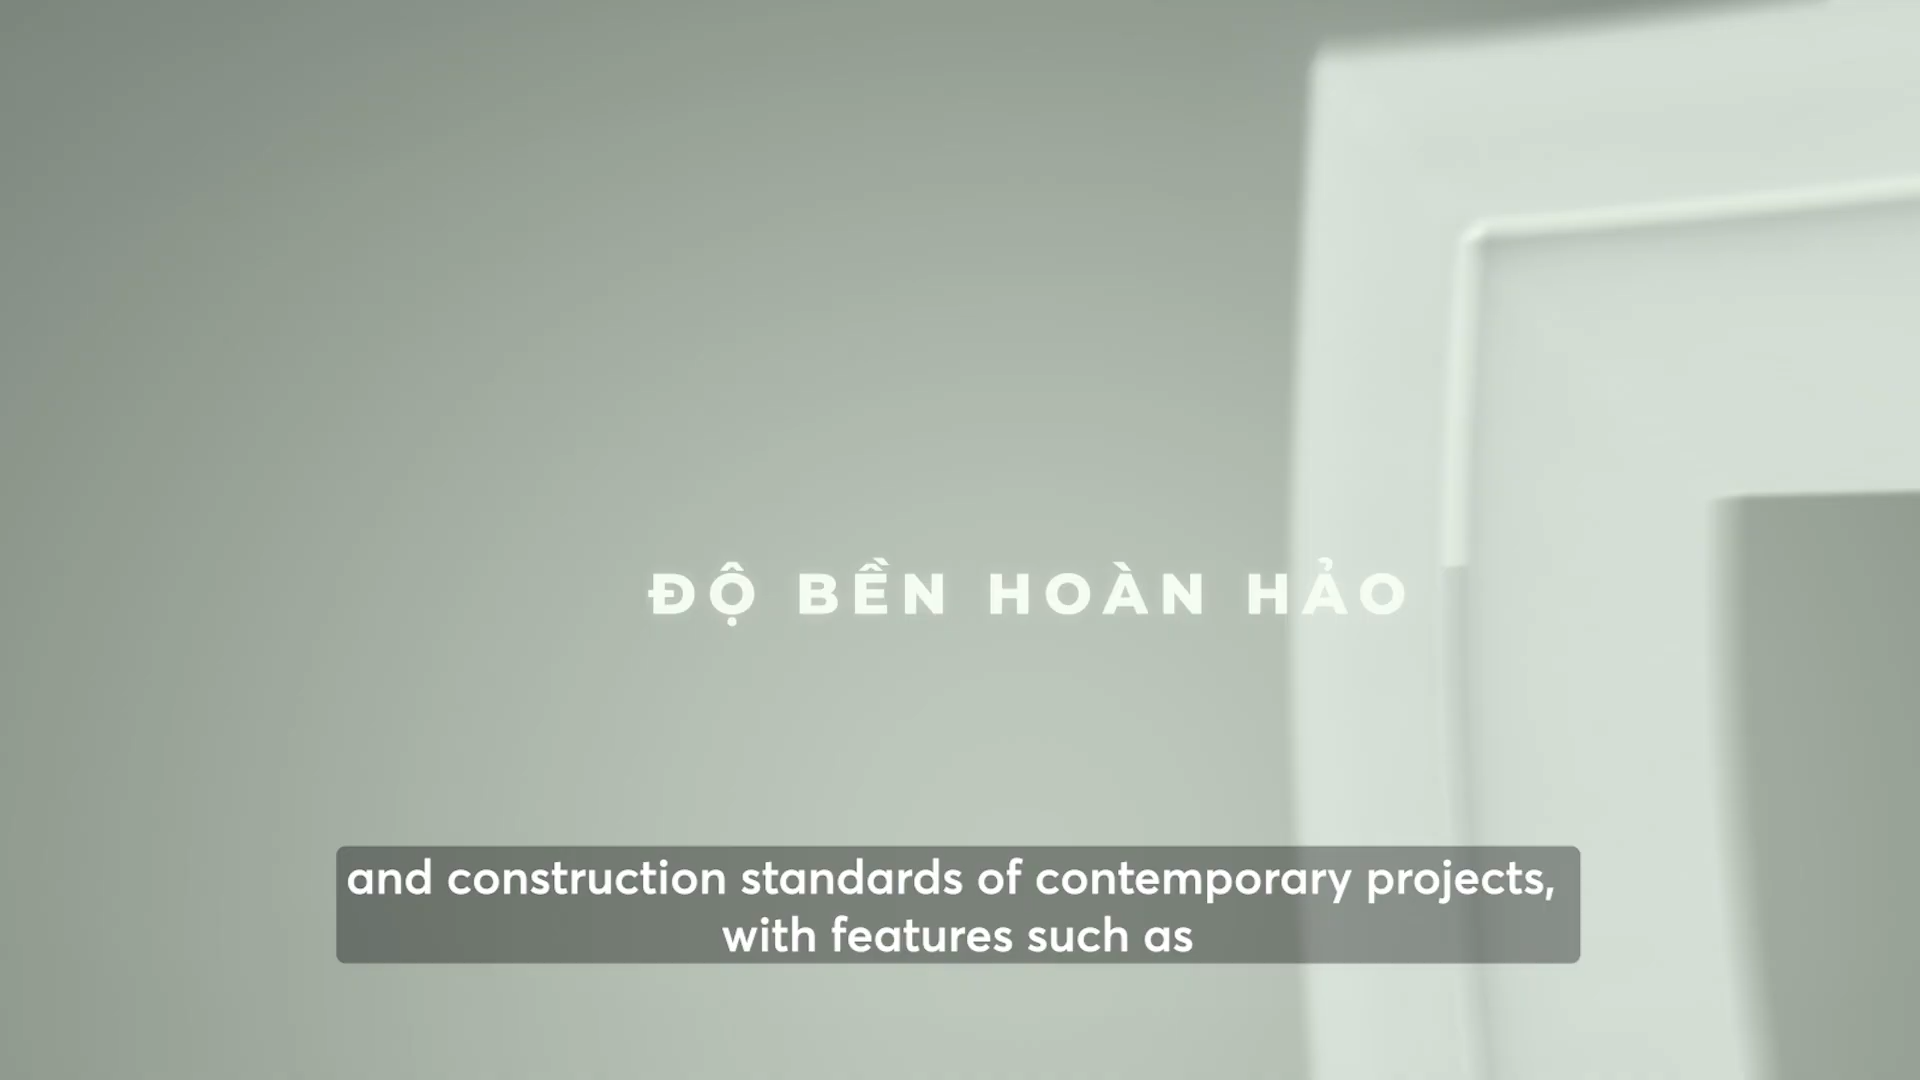 ĐỘ BỀN HOÀN HẢO
and construction standards of contemporary projects,
with features such as